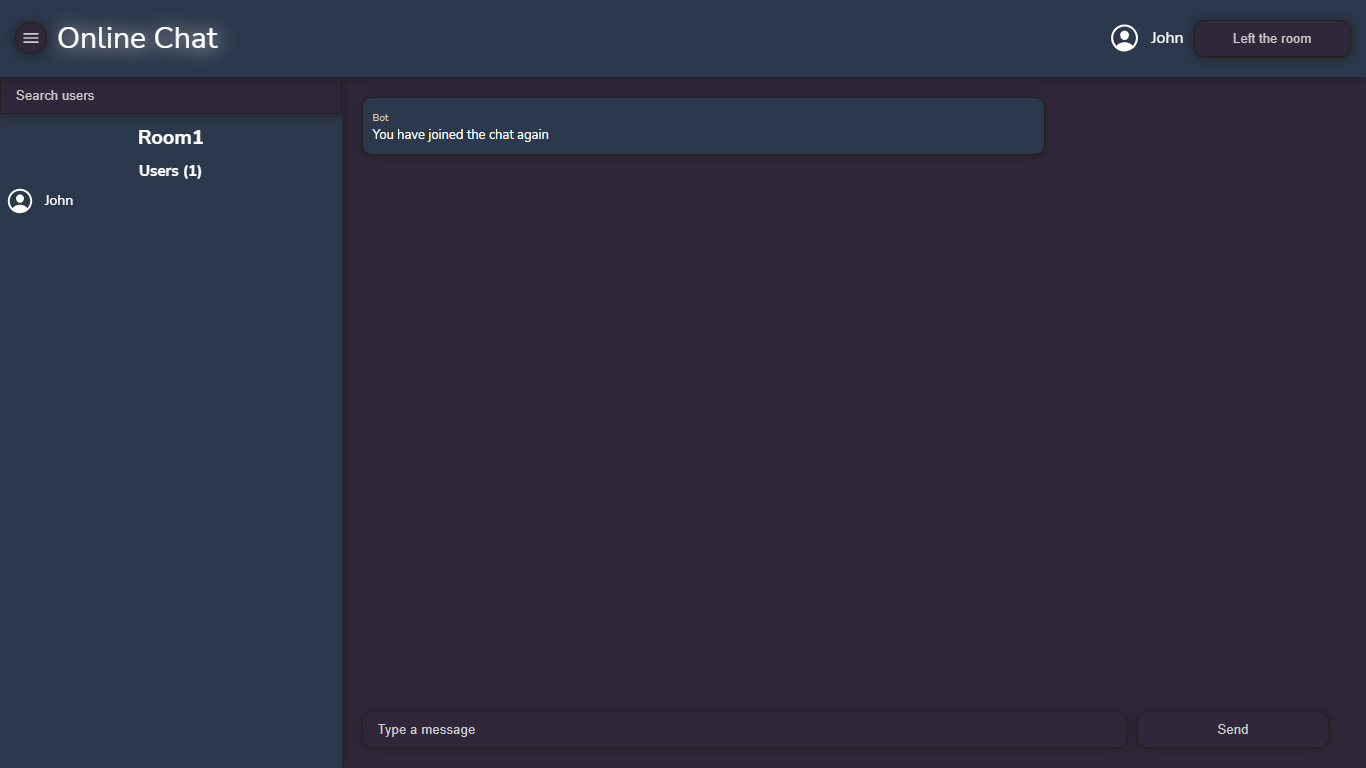 Online Chat
John
Left the room
Search users
Room1
Users (1)
John
Bot
You have joined the chat again
Type a message
Send